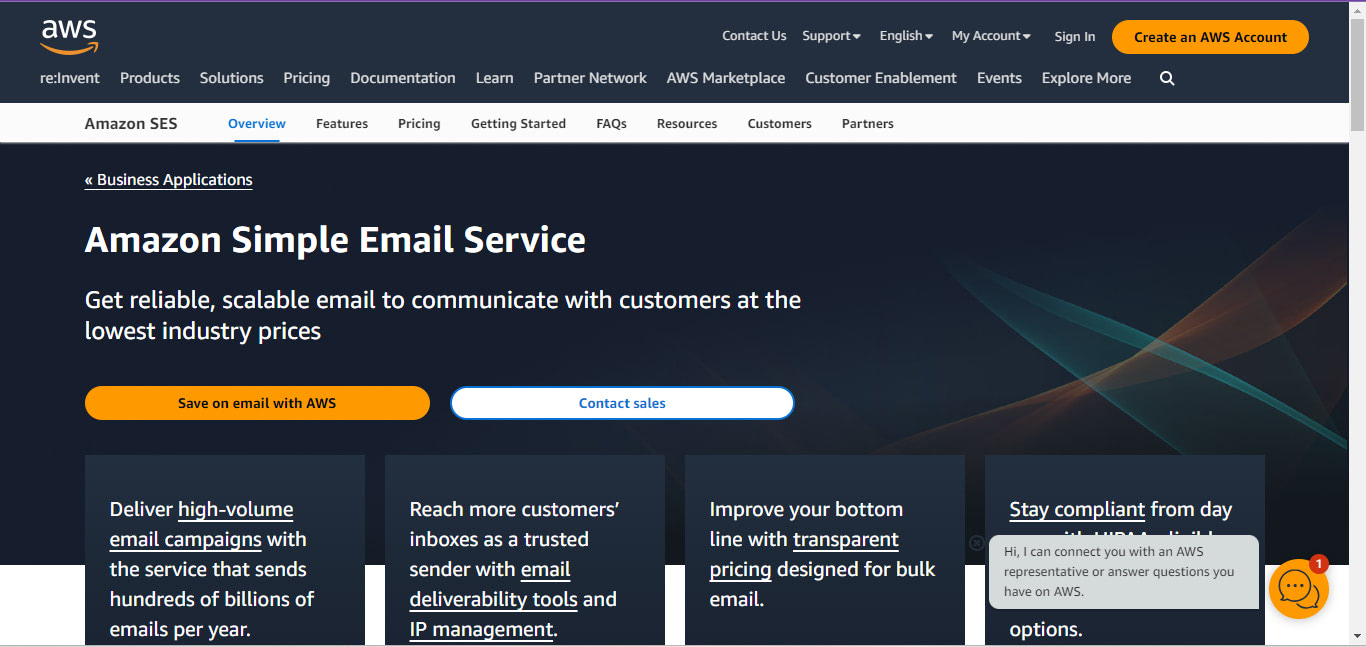 aws
Contact Us Support English My Account Sign In Create an AWS Account
re:Invent Products Solutions Pricing Documentation Learn Partner Network AWS Marketplace Customer Enablement Events Explore More
Amazon SES Overview Features Pricing Getting Started FAQs Resources Customers Partners
« Business Applications
Amazon Simple Email Service
Get reliable, scalable email to communicate with customers at the
lowest industry prices
Save on email with AWS Contact sales
Deliver high-volume
email campaigns with
the service that sends
hundreds of billions of
emails per year.
Reach more customers’
inboxes as a trusted
sender with email
deliverability tools and
IP management.
Improve your bottom
line with transparent
pricing designed for bulk
email.
Stay compliant from day
options.
Hi, I can connect you with an AWS
representative or answer questions you
have on AWS.
1